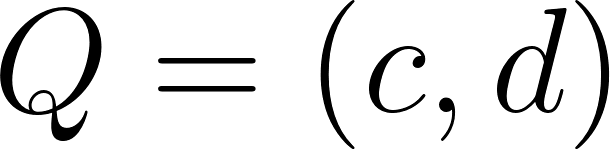 Q = (c, d)